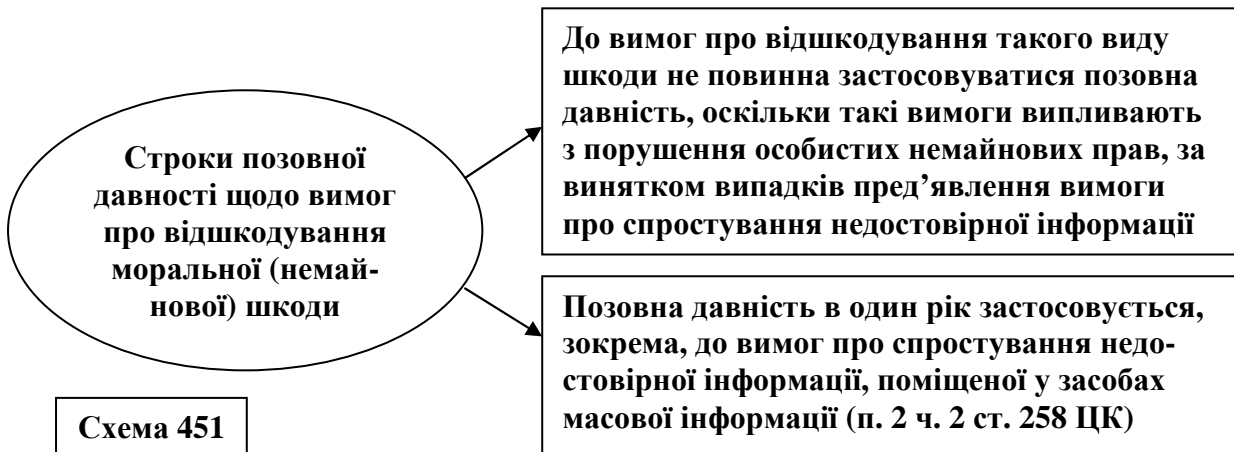 Строки позовної
давності щодо вимог
про відшкодування
моральної (немай-
нової) шкоди
До вимог про відшкодування такого виду
шкоди не повинна застосовуватися позовна
давність, оскільки такі вимоги випливають
з порушення особистих немайнових прав, за
винятком випадків пред’явлення вимоги
про спростування недостовірної інформації
Позовна давність в один рік застосовується,
зокрема, до вимог про спростування недо-
стовірної інформації, поміщеної у засобах
масової інформації (п. 2 ч. 2 ст. 258 ЦК)
Схема 451